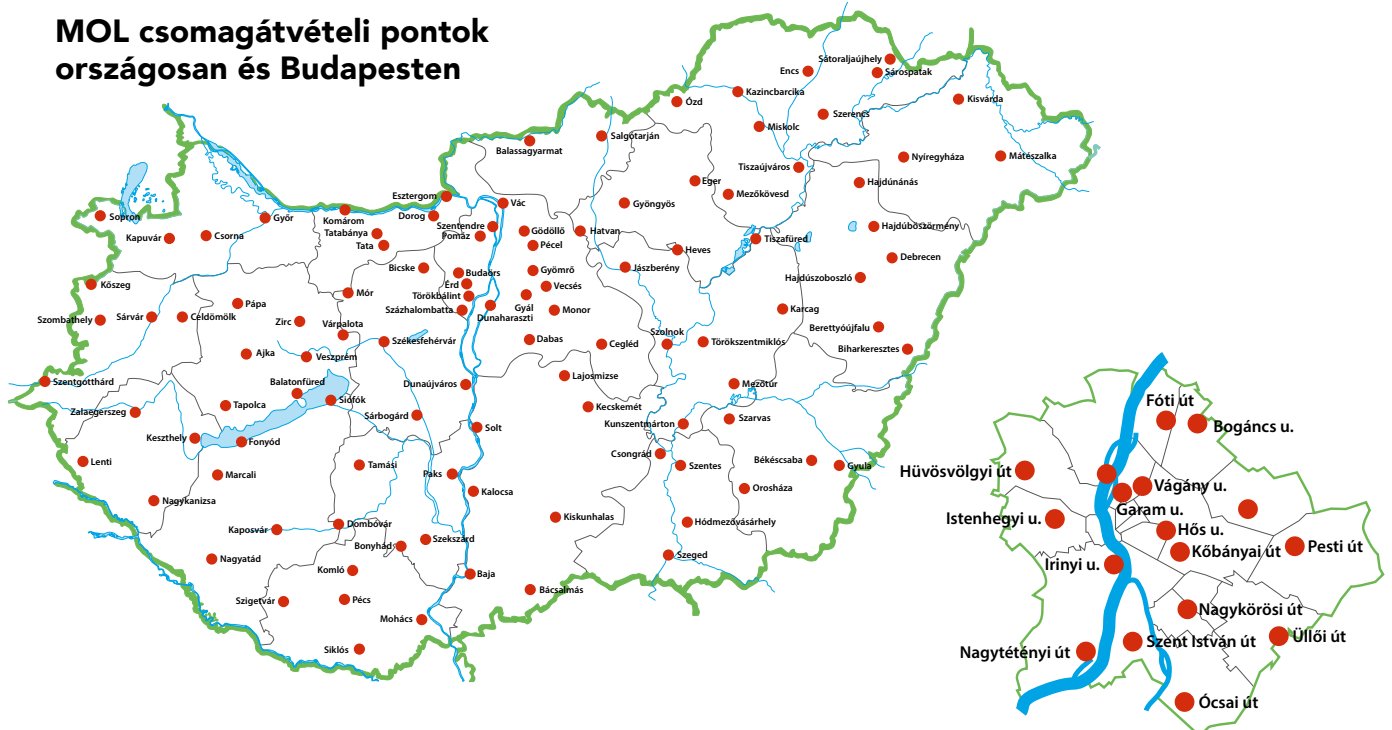 MOL csomagátvételi pontok
országosan és Budapesten
Sátoraljaújhely
Encs
Sárospatak
Kazincbarcika
Ózd
Kisvárda
Szerencs
Miskolc
Salgótarján
Balassagyarmat
Nyíregyháza
Mátészalka
Tiszaújváros
Eger
Hajdúnánás
Mezőkövesd
Esztergom
Vác
Gyöngyös
Sopron
Győr
Komárom
Dorog
Szentendre
Hajdúböszörmény
Kapuvár
Csorna
Tatabánya
Pomáz
Gödöllő
Hatvan
Tiszafüred
Tata
Pécel
Heves
Debrecen
Bicske
Budaörs
Gyömrő
Jászberény
Hajdúszoboszló
Kőszeg
Érd
Vecsés
Mór
Törökbálint
Pápa
Százhalombatta
Gyál
Monor
Karcag
Szombathely
Sárvár
Celdömölk
Zirc
Várpalota
Dunaharaszti
Berettyóújfalu
Székesfehérvár
Dabas
Cegléd
Szolnok
Törökszentmiklós
Biharkeresztes
Ajka
Veszprém
Szentgotthárd
Balatonfüred
Dunaújváros
Lajosmizse
Mezőtúr
Zalaegerszeg
Tapolca
Siófok
Sárbogárd
Kecskemét
Kunszentmárton
Szarvas
Keszthely
Fonyód
Solt
Csongrád
Lenti
Marcali
Tamási
Paks
Szentes
Békéscsaba
Gyula
Kalocsa
Orosháza
Nagykanizsa
Kaposvár
Dombóvár
Kiskunhalas
Hódmezővásárhely
Bonyhád
Szekszárd
Nagyatád
Komló
Baja
Szeged
Szigetvár
Pécs
Bácsalmás
Mohács
Siklós
Fóti út
Bogáncs u.
Hüvösvölgyi út
Vágány u.
Garam u.
Istenhegyi u.
Hős u.
Kőbányai út
Pesti út
Irinyi u.
Nagykörösi út
Szent István út
Üllői út
Nagytétényi út
Ócsai út